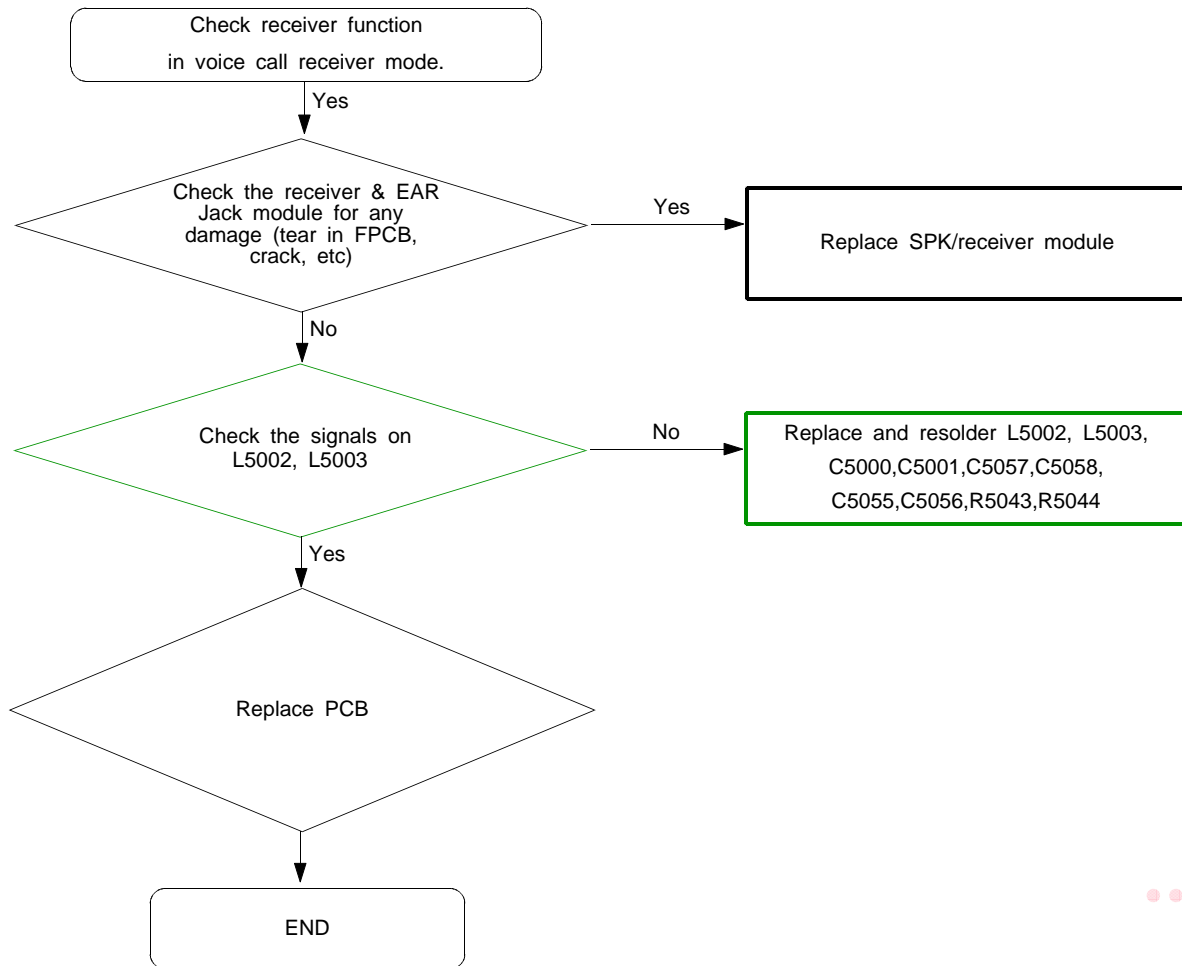 Check receiver function
in voice call receiver mode.
Yes
Check the receiver & EAR
Jack module for any
damage (tear in FPCB,
crack, etc)
Yes
Replace SPK/receiver module
No
Check the signals on
L5002, L5003
No
Replace and resolder L5002, L5003,
C5000,C5001,C5057,C5058,
C5055,C5056,R5043,R5044
Yes
Replace PCB
END